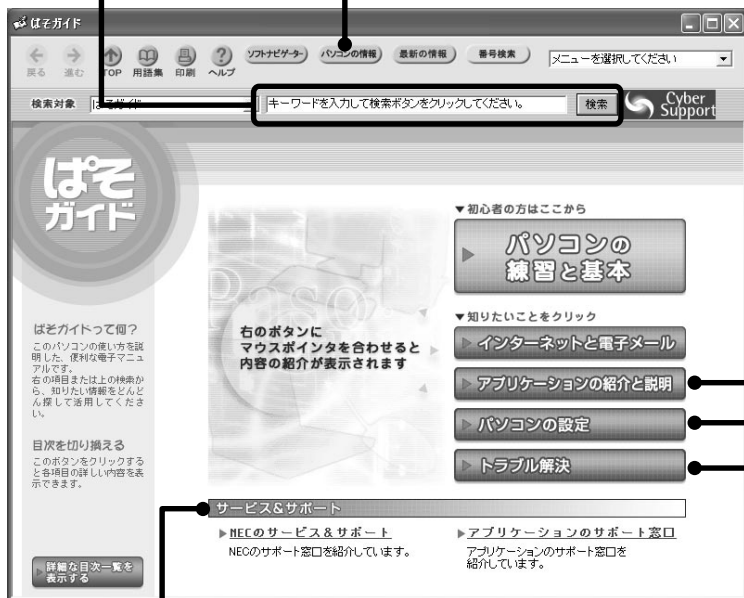 ぱそガイド
戻る 進む TOP 用語集 印刷 ヘルプ
ソフトナビゲーター パソコンの情報 最新の情報 番号検索 メニューを選択してください
検索対象 ぱそガイド キーワードを入力して検索ボタンをクリックしてください。 検索 Cyber
Support
ぱそ
ガイド
▼初心者の方はここから
パソコンの
練習と基本
▼知りたいことをクリック
インターネットと電子メール
アプリケーションの紹介と説明
パソコンの設定
トラブル解決
右のボタンに
マウスポインタを合わせると
内容の紹介が表示されます
Paso
ぱそガイドって何?
このパソコンの使い方を説
明した、便利な電子マニュ
アルです。
右の項目または上の検索か
ら、知りたい情報をどんど
ん探して活用してくださ
い。
目次を切り換える
このボタンをクリックする
と各項目の詳しい内容を表
示できます。
詳細な目次一覧を
表示する
サービス&サポート
NECのサービス&サポート
NECのサポート窓口を紹介しています。
アプリケーションのサポート窓口
アプリケーションのサポート窓口を
紹介しています。